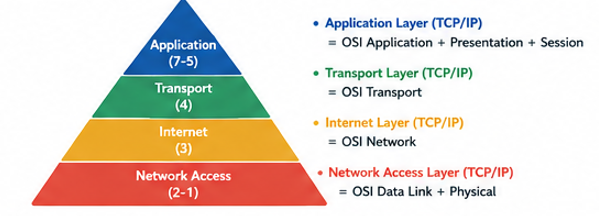 Application
(7-5)
Transport
(4)
Internet
(3)
Network Access
(2-1)
• Application Layer (TCP/IP)
= OSI Application + Presentation + Session
• Transport Layer (TCP/IP)
= OSI Transport
• Internet Layer (TCP/IP)
= OSI Network
• Network Access Layer (TCP/IP)
= OSI Data Link + Physical